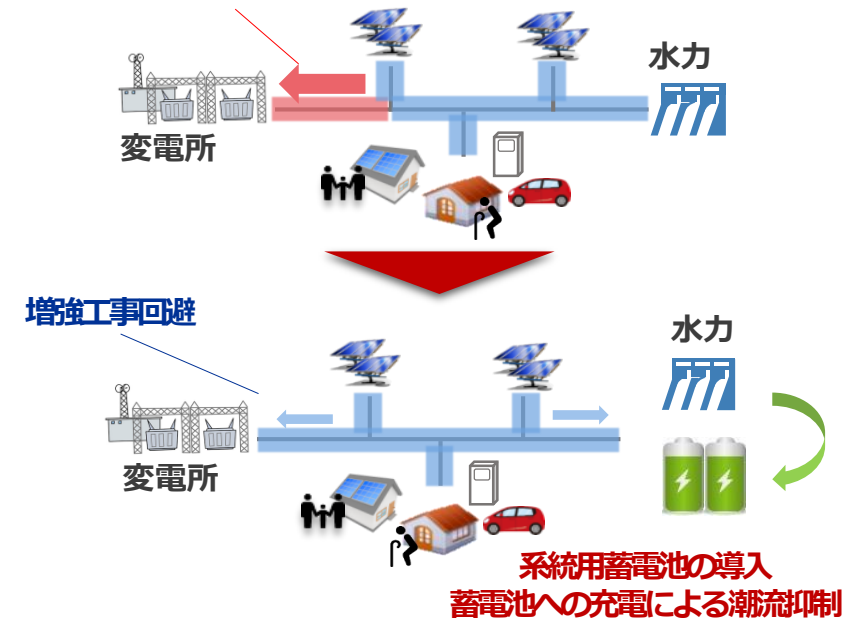 水力
変電所
増強工事回避
水力
変電所
系統用蓄電池の導入
蓄電池への充電による潮流抑制